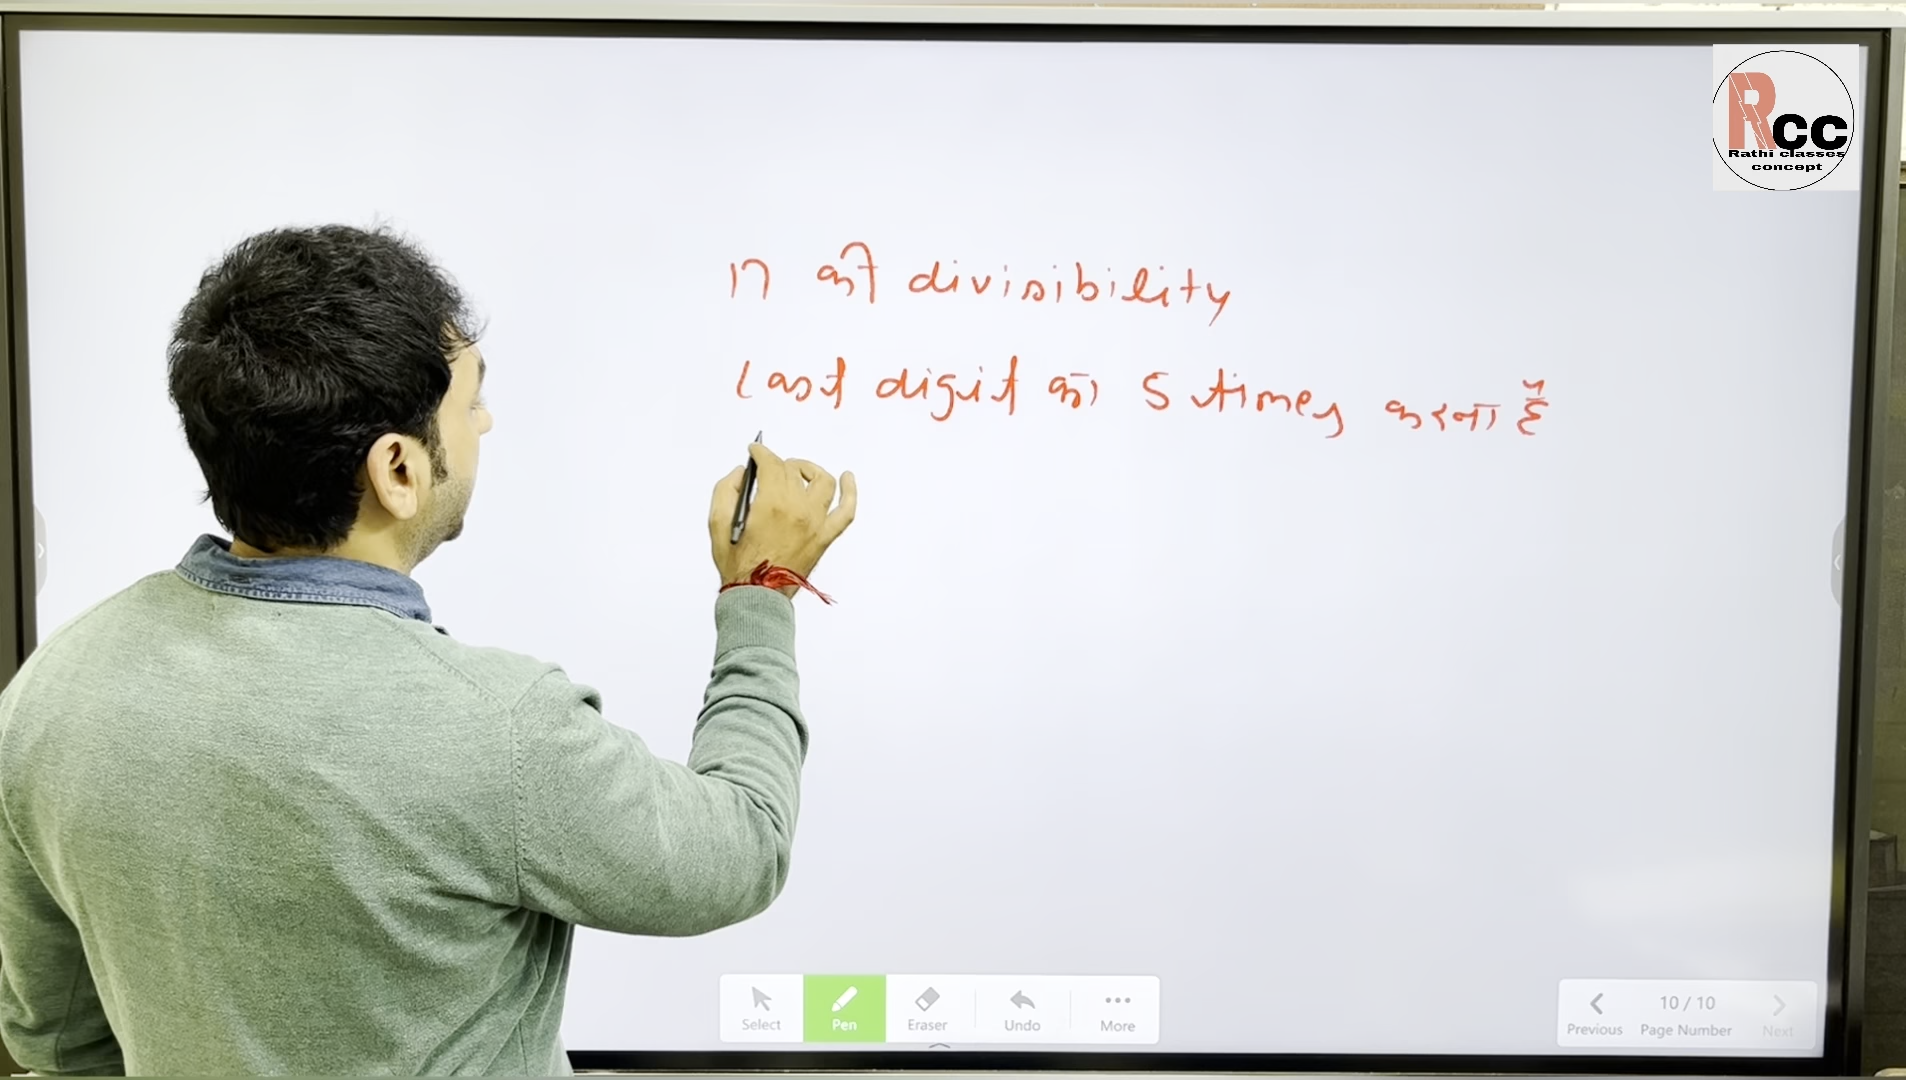 Rcc
Rathi classes
concept
17 की divisibility
Last digit का 5 times करना है
Select
Pen
Eraser
Undo
More
10 / 10
Previous
Page Number
Next